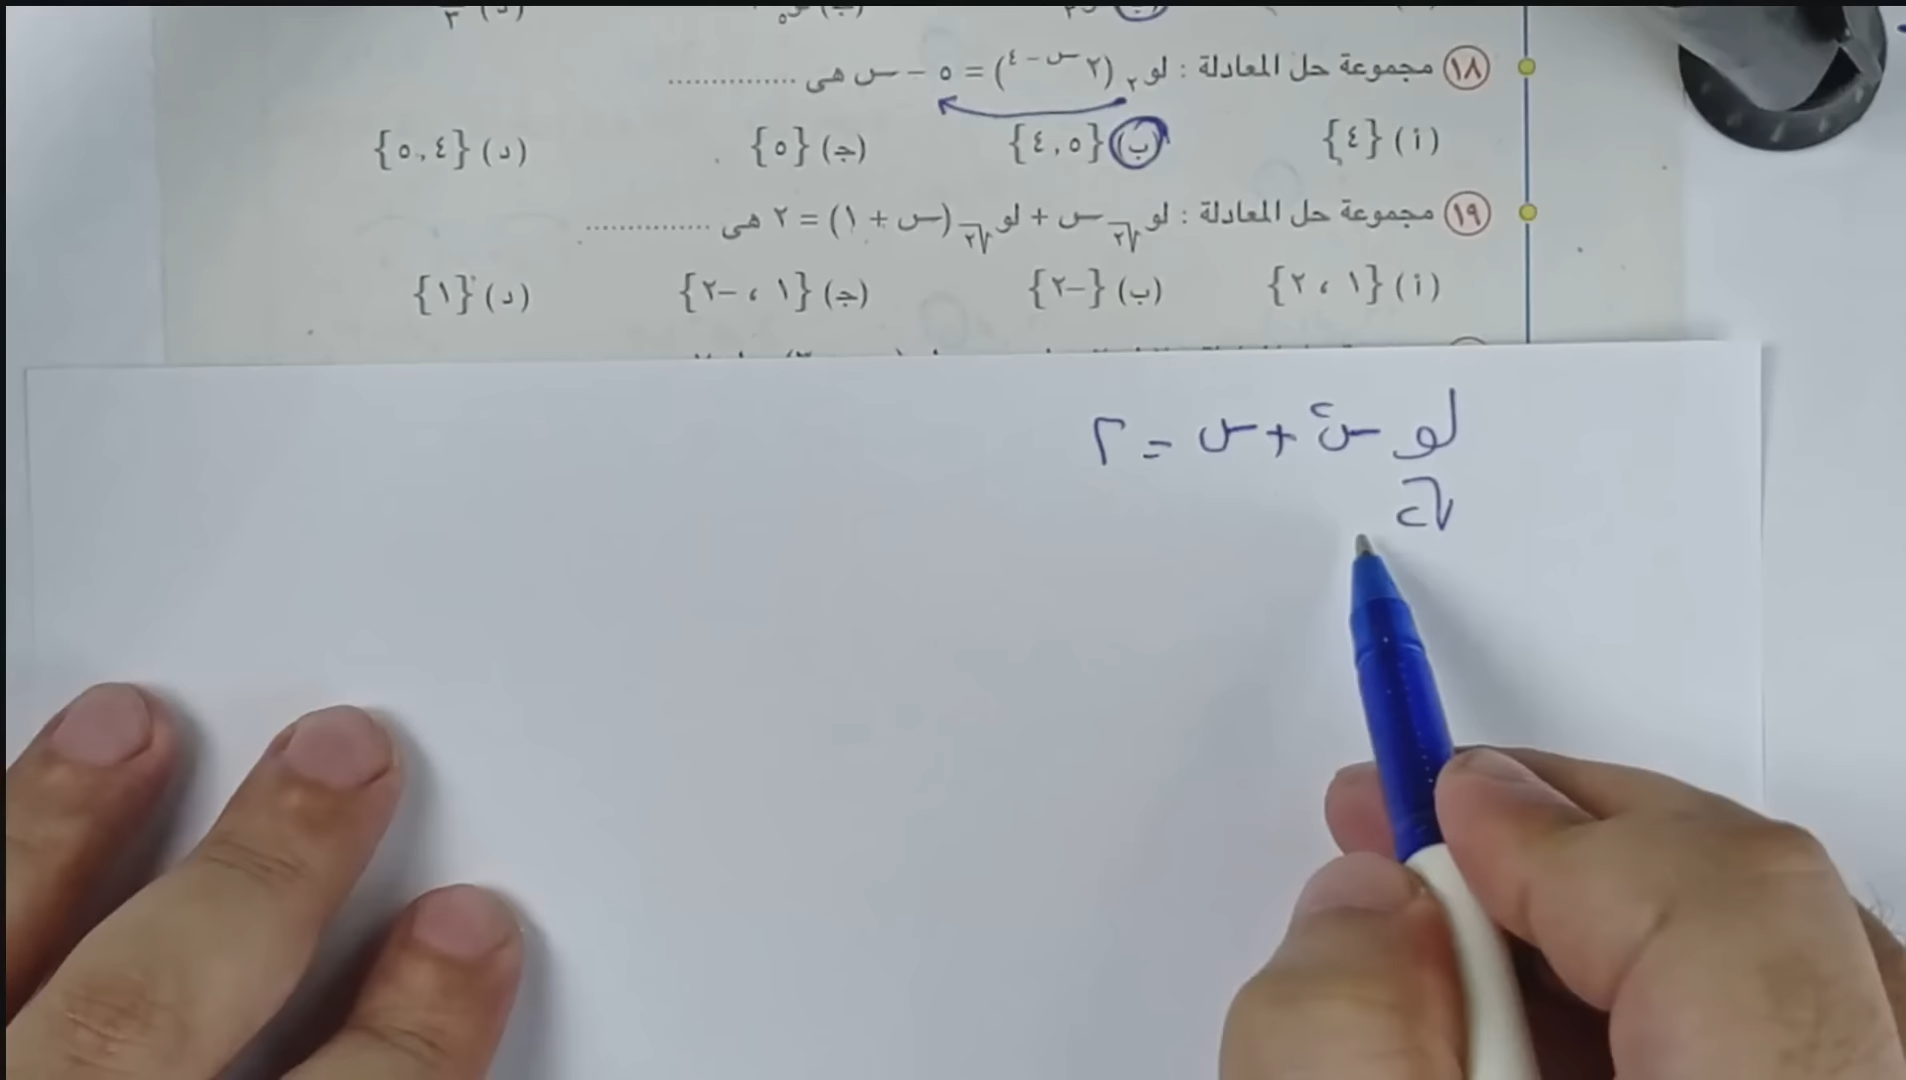 ١٨ مجموعة حل المعادلة : لو٢ (٢^(س − ٤)) = ٥ − س هى ..............
(أ) {٤} (ب) {٤,٥} (جـ) {٥} (د) {٥,٤}
١٩ مجموعة حل المعادلة : لو√٢ س + لو√٢ (س + ١) = ٢ هى ..............
(أ) {١ ، ٢} (ب) {−٢} (جـ) {١ ، −٢} (د) {١}
لو√٢ س٢ + س = ٢